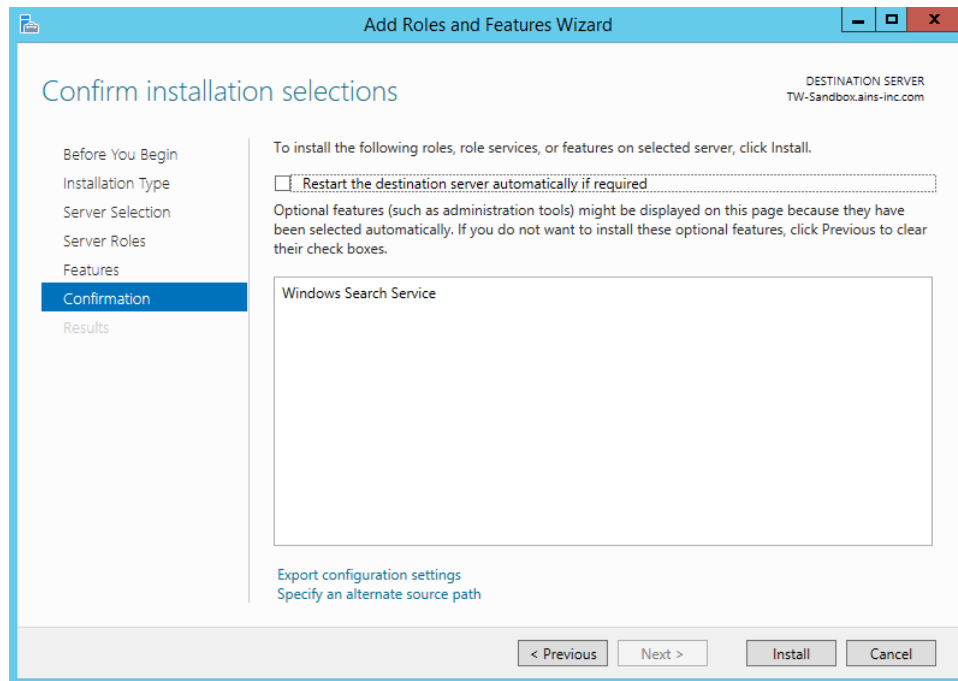 Add Roles and Features Wizard
Confirm installation selections
DESTINATION SERVER
TW-Sandbox.ains-inc.com
Before You Begin
Installation Type
Server Selection
Server Roles
Features
Confirmation
Results
To install the following roles, role services, or features on selected server, click Install.
Restart the destination server automatically if required
Optional features (such as administration tools) might be displayed on this page because they have
been selected automatically. If you do not want to install these optional features, click Previous to clear
their check boxes.
Windows Search Service
Export configuration settings
Specify an alternate source path
< Previous
Next >
Install
Cancel